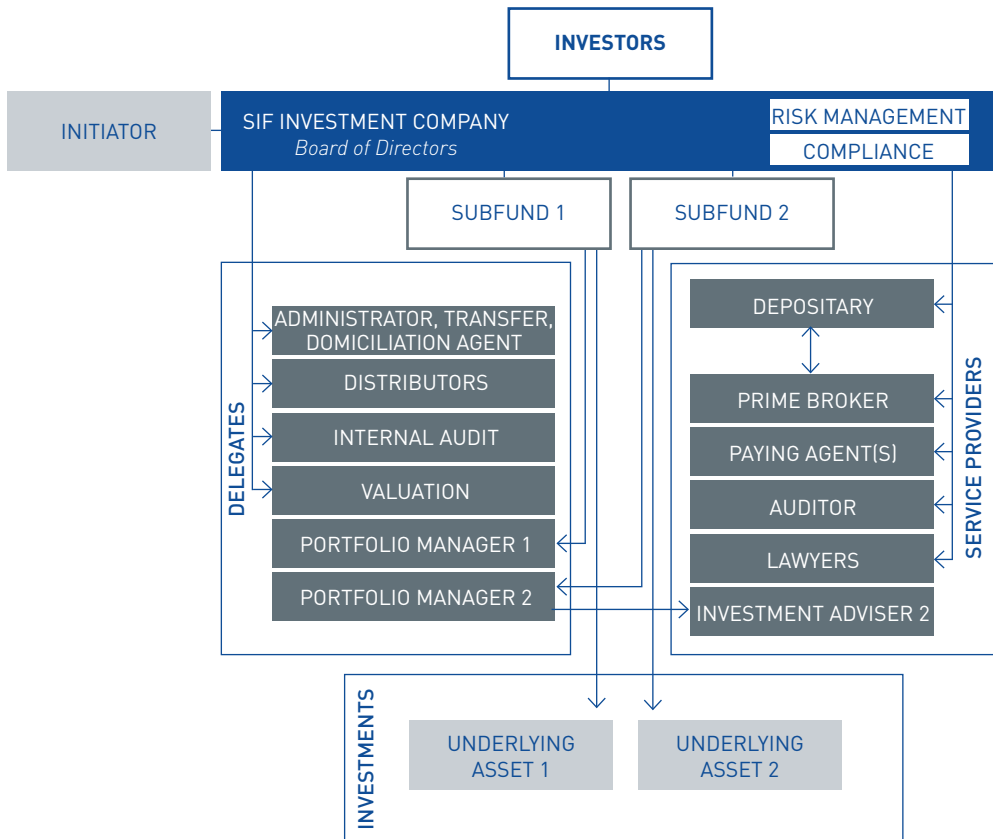 INVESTORS
INITIATOR
SIF INVESTMENT COMPANY
Board of Directors
RISK MANAGEMENT
COMPLIANCE
SUBFUND 1
SUBFUND 2
DELEGATES
ADMINISTRATOR, TRANSFER,
DOMICILIATION AGENT
DISTRIBUTORS
INTERNAL AUDIT
VALUATION
PORTFOLIO MANAGER 1
PORTFOLIO MANAGER 2
DEPOSITARY
PRIME BROKER
PAYING AGENT(S)
AUDITOR
LAWYERS
INVESTMENT ADVISER 2
SERVICE PROVIDERS
INVESTMENTS
UNDERLYING
ASSET 1
UNDERLYING
ASSET 2